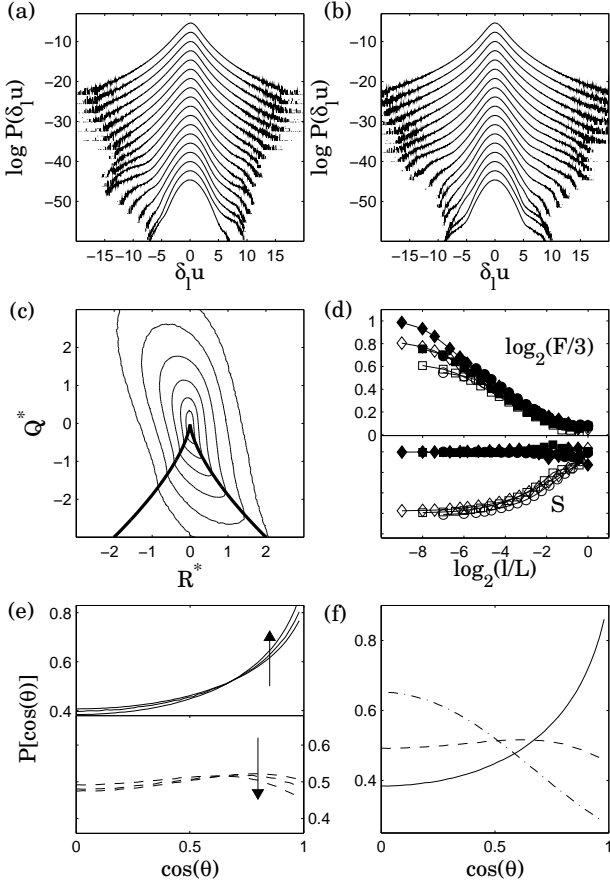 (a)
(b)
−10
−20
−30
−40
−50
log P(δ_l u)
−15 −10 −5 0 5 10 15
δ_l u
−10
−20
−30
−40
−50
log P(δ_l u)
−15 −10 −5 0 5 10 15
δ_l u
(c)
(d)
2
1
0
−1
−2
Q*
−2 −1 0 1 2
R*
1
0.8
0.6
0.4
0.2
0
log₂(F/3)
S
−8 −6 −4 −2 0
log₂(l/L)
(e)
(f)
0.8
0.6
0.4
0.6
0.5
0.4
P[cos(θ)]
0 0.5 1
cos(θ)
0.8
0.6
0.4
0 0.5 1
cos(θ)